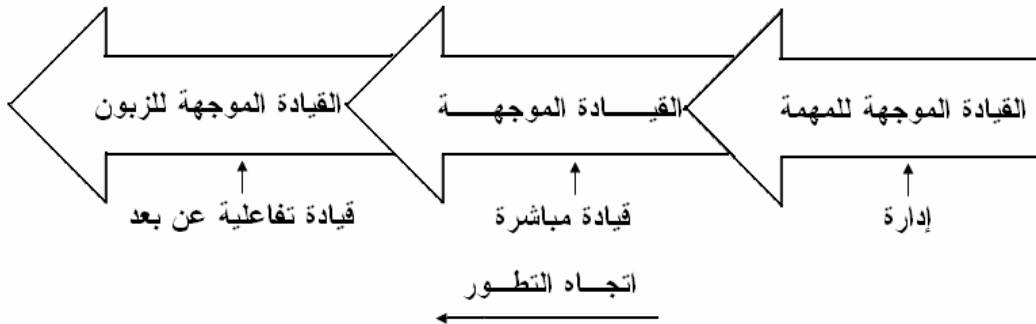 القيادة الموجهة للمهمة
القيادة الموجهة
القيادة الموجهة للزبون
إدارة
قيادة مباشرة
قيادة تفاعلية عن بعد
اتجاه التطور